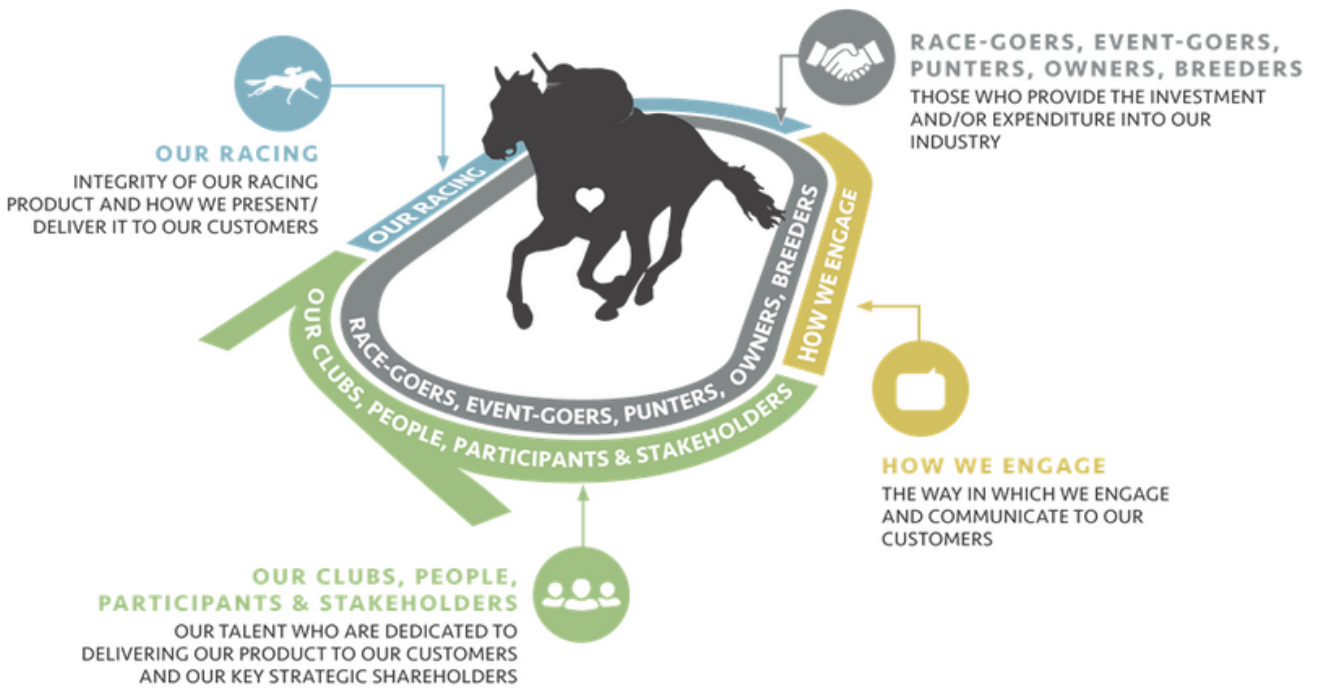 RACE-GOERS, EVENT-GOERS,
PUNTERS, OWNERS, BREEDERS
THOSE WHO PROVIDE THE INVESTMENT
AND/OR EXPENDITURE INTO OUR
INDUSTRY
OUR RACING
INTEGRITY OF OUR RACING
PRODUCT AND HOW WE PRESENT/
DELIVER IT TO OUR CUSTOMERS
OUR RACING
HOW WE ENGAGE
RACE-GOERS, EVENT-GOERS, PUNTERS, OWNERS, BREEDERS
OUR CLUBS, PEOPLE, PARTICIPANTS & STAKEHOLDERS
HOW WE ENGAGE
THE WAY IN WHICH WE ENGAGE
AND COMMUNICATE TO OUR
CUSTOMERS
OUR CLUBS, PEOPLE,
PARTICIPANTS & STAKEHOLDERS
OUR TALENT WHO ARE DEDICATED TO
DELIVERING OUR PRODUCT TO OUR CUSTOMERS
AND OUR KEY STRATEGIC SHAREHOLDERS